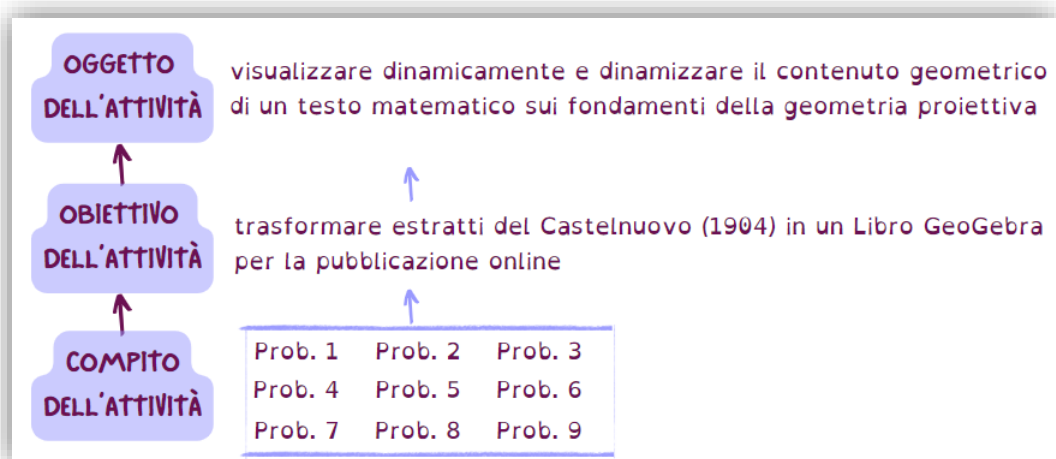 OGGETTO
DELL'ATTIVITÀ
visualizzare dinamicamente e dinamizzare il contenuto geometrico
di un testo matematico sui fondamenti della geometria proiettiva
OBIETTIVO
DELL'ATTIVITÀ
trasformare estratti del Castelnuovo (1904) in un Libro GeoGebra
per la pubblicazione online
COMPITO
DELL'ATTIVITÀ
Prob. 1 Prob. 2 Prob. 3
Prob. 4 Prob. 5 Prob. 6
Prob. 7 Prob. 8 Prob. 9